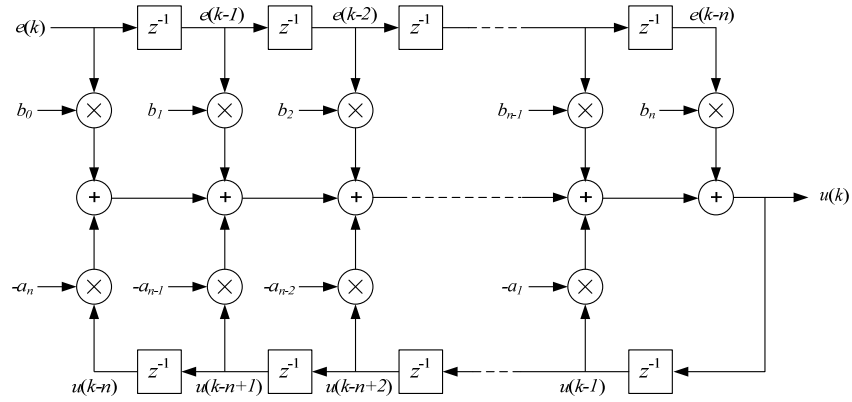 e(k) z⁻¹ e(k-1) z⁻¹ e(k-2) z⁻¹ z⁻¹ e(k-n)
b₀ × b₁ × b₂ × bₙ₋₁ × bₙ ×
+ + + + + u(k)
-aₙ × -aₙ₋₁ × -aₙ₋₂ × -a₁ ×
u(k-n) z⁻¹ u(k-n+1) z⁻¹ u(k-n+2) z⁻¹ u(k-1) z⁻¹